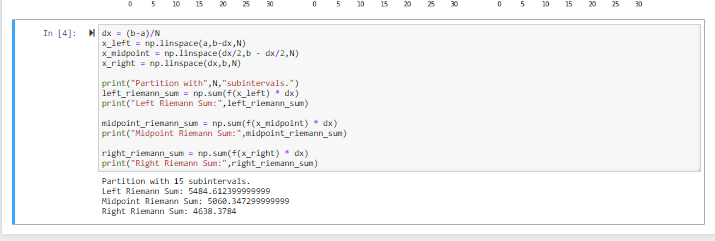 0 5 10 15 20 25 30 0 5 10 15 20 25 30 0 5 10 15 20 25 30
In [4]:
dx = (b-a)/N
x_left = np.linspace(a,b-dx,N)
x_midpoint = np.linspace(dx/2,b - dx/2,N)
x_right = np.linspace(dx,b,N)
print("Partition with",N,"subintervals.")
left_riemann_sum = np.sum(f(x_left) * dx)
print("Left Riemann Sum:",left_riemann_sum)
midpoint_riemann_sum = np.sum(f(x_midpoint) * dx)
print("Midpoint Riemann Sum:",midpoint_riemann_sum)
right_riemann_sum = np.sum(f(x_right) * dx)
print("Right Riemann Sum:",right_riemann_sum)
Partition with 15 subintervals.
Left Riemann Sum: 5484.612399999999
Midpoint Riemann Sum: 5060.347299999999
Right Riemann Sum: 4638.3784